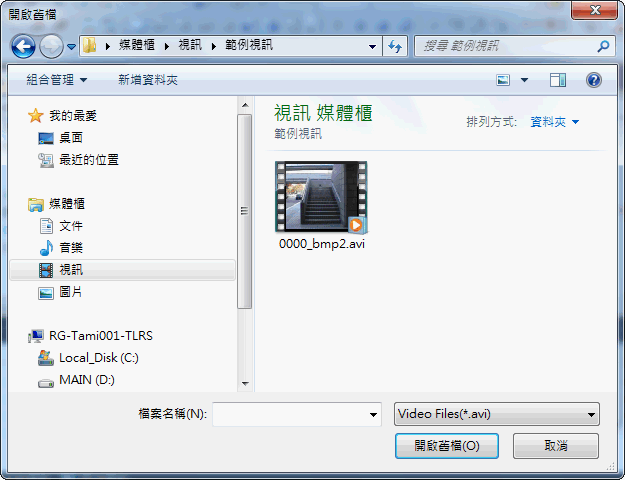 開啟舊檔
媒體櫃 視訊 範例視訊
搜尋 範例視訊
組合管理 新增資料夾
我的最愛
桌面
最近的位置
媒體櫃
文件
音樂
視訊
圖片
RG-Tami001-TLRS
Local_Disk (C:)
MAIN (D:)
視訊 媒體櫃
範例視訊
排列方式: 資料夾
0000_bmp2.avi
檔案名稱(N):
Video Files(*.avi)
開啟舊檔(O) 取消